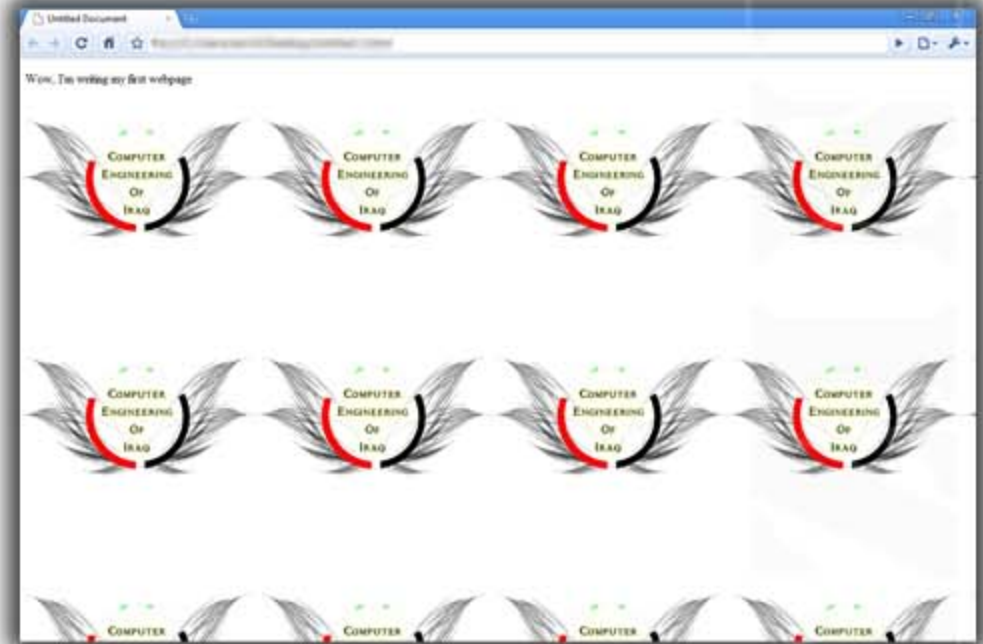 Untitled Document
Wow, I'm writing my first webpage
COMPUTER COMPUTER COMPUTER COMPUTER
ENGINEERING ENGINEERING ENGINEERING ENGINEERING
OF OF OF OF
IRAQ IRAQ IRAQ IRAQ
COMPUTER COMPUTER COMPUTER COMPUTER
ENGINEERING ENGINEERING ENGINEERING ENGINEERING
OF OF OF OF
IRAQ IRAQ IRAQ IRAQ
COMPUTER COMPUTER COMPUTER COMPUTER